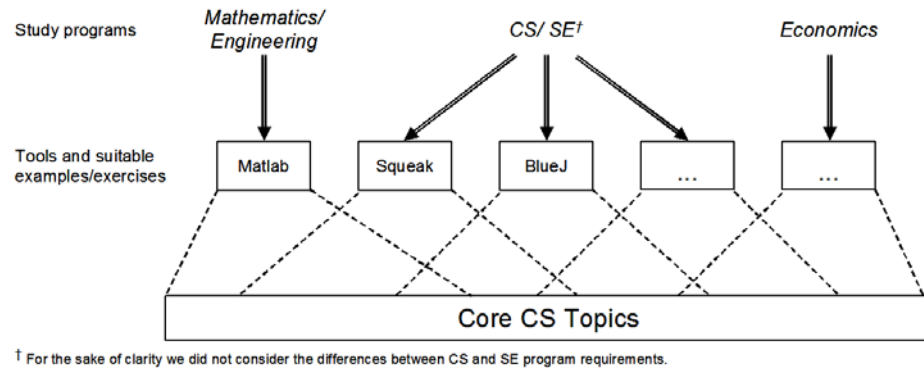 Study programs
Mathematics/
Engineering
CS/ SE†
Economics
Tools and suitable
examples/exercises
Matlab
Squeak
BlueJ
...
...
Core CS Topics
† For the sake of clarity we did not consider the differences between CS and SE program requirements.